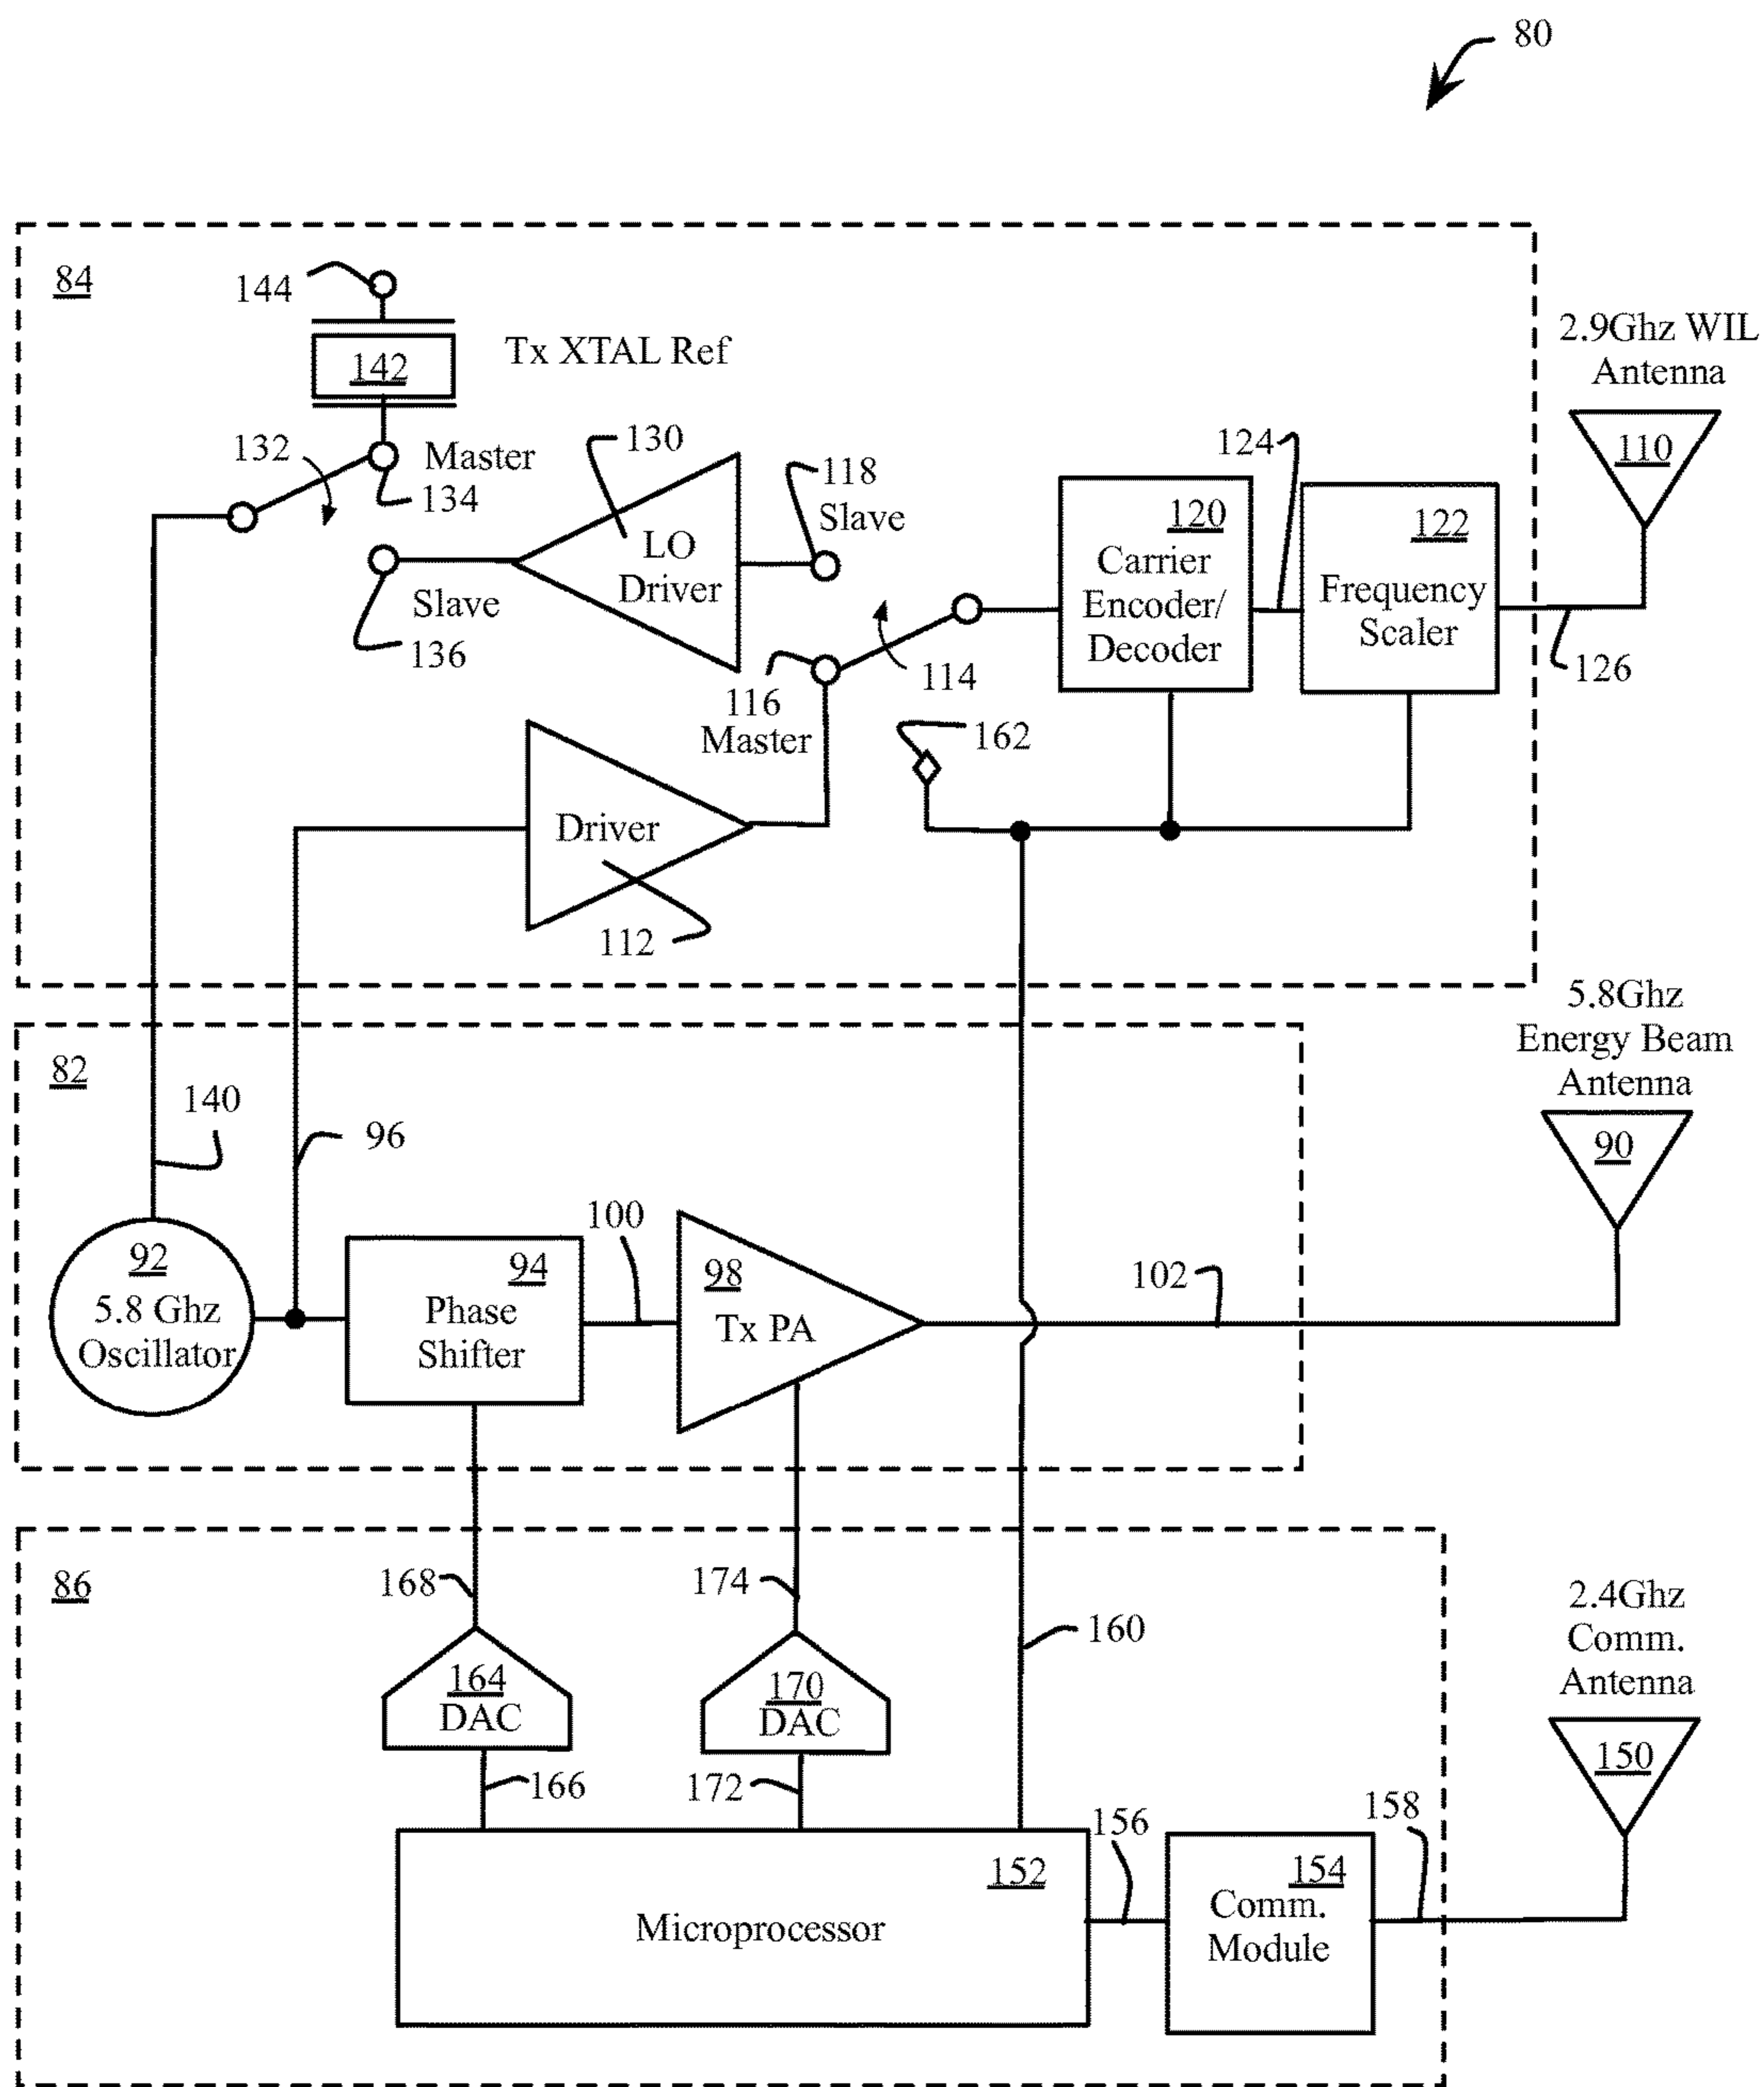 80
84
144
142
Tx XTAL Ref
2.9Ghz WIL
Antenna
110
132
Master
134
130
118
Slave
124
120
Carrier
Encoder/
Decoder
122
Frequency
Scaler
LO
Driver
Slave
136
116
Master
114
126
162
Driver
112
5.8Ghz
Energy Beam
Antenna
90
82
140
96
100
102
92
5.8 Ghz
Oscillator
94
Phase
Shifter
98
Tx PA
86
168
174
160
2.4Ghz
Comm.
Antenna
150
164
DAC
170
DAC
166
172
156
158
152
Microprocessor
154
Comm.
Module